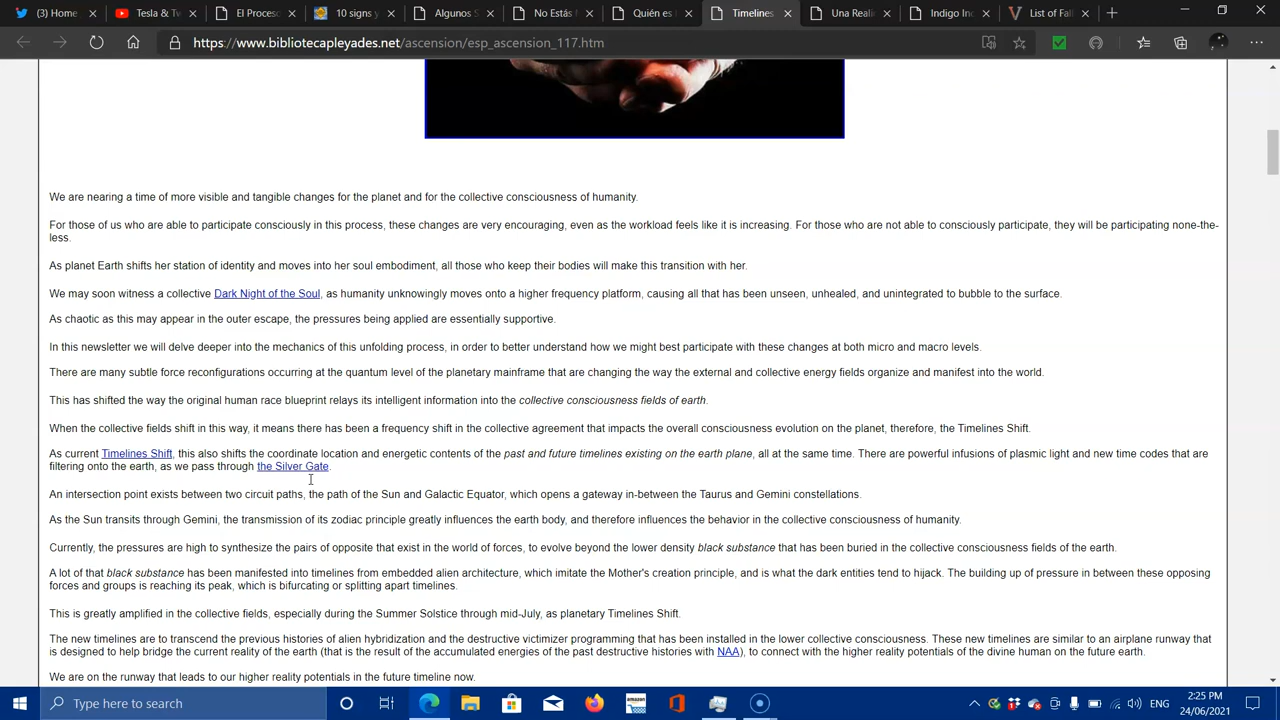 (3) Home
Tesla & Tw
El Proceso
10 signs y
Algunos S
No Estás
Quién es
Timelines
Una Reali
Indigo Inc
List of Fal
https://www.bibliotecapleyades.net/ascension/esp_ascension_117.htm
We are nearing a time of more visible and tangible changes for the planet and for the collective consciousness of humanity.
For those of us who are able to participate consciously in this process, these changes are very encouraging, even as the workload feels like it is increasing. For those who are not able to consciously participate, they will be participating none-the-
less.
As planet Earth shifts her station of identity and moves into her soul embodiment, all those who keep their bodies will make this transition with her.
We may soon witness a collective Dark Night of the Soul, as humanity unknowingly moves onto a higher frequency platform, causing all that has been unseen, unhealed, and unintegrated to bubble to the surface.
As chaotic as this may appear in the outer escape, the pressures being applied are essentially supportive.
In this newsletter we will delve deeper into the mechanics of this unfolding process, in order to better understand how we might best participate with these changes at both micro and macro levels.
There are many subtle force reconfigurations occurring at the quantum level of the planetary mainframe that are changing the way the external and collective energy fields organize and manifest into the world.
This has shifted the way the original human race blueprint relays its intelligent information into the collective consciousness fields of earth.
When the collective fields shift in this way, it means there has been a frequency shift in the collective agreement that impacts the overall consciousness evolution on the planet, therefore, the Timelines Shift.
As current Timelines Shift, this also shifts the coordinate location and energetic contents of the past and future timelines existing on the earth plane, all at the same time. There are powerful infusions of plasmic light and new time codes that are
filtering onto the earth, as we pass through the Silver Gate.
An intersection point exists between two circuit paths, the path of the Sun and Galactic Equator, which opens a gateway in-between the Taurus and Gemini constellations.
As the Sun transits through Gemini, the transmission of its zodiac principle greatly influences the earth body, and therefore influences the behavior in the collective consciousness of humanity.
Currently, the pressures are high to synthesize the pairs of opposite that exist in the world of forces, to evolve beyond the lower density black substance that has been buried in the collective consciousness fields of the earth.
A lot of that black substance has been manifested into timelines from embedded alien architecture, which imitate the Mother's creation principle, and is what the dark entities tend to hijack. The building up of pressure in between these opposing
forces and groups is reaching its peak, which is bifurcating or splitting apart timelines.
This is greatly amplified in the collective fields, especially during the Summer Solstice through mid-July, as planetary Timelines Shift.
The new timelines are to transcend the previous histories of alien hybridization and the destructive victimizer programming that has been installed in the lower collective consciousness. These new timelines are similar to an airplane runway that
is designed to help bridge the current reality of the earth (that is the result of the accumulated energies of the past destructive histories with NAA), to connect with the higher reality potentials of the divine human on the future earth.
We are on the runway that leads to our higher reality potentials in the future timeline now.
Type here to search
amazon
ENG
2:25 PM
24/06/2021